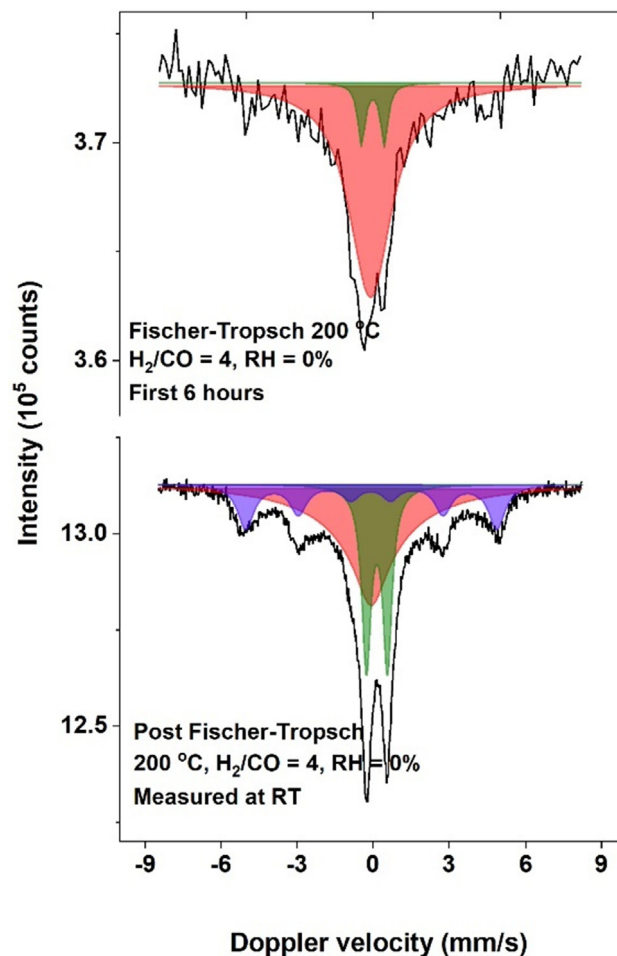 3.7
3.6
Fischer-Tropsch 200 °C
H₂/CO = 4, RH = 0%
First 6 hours
Intensity (10⁵ counts)
13.0
12.5
Post Fischer-Tropsch
200 °C, H₂/CO = 4, RH = 0%
Measured at RT
-9 -6 -3 0 3 6 9
Doppler velocity (mm/s)